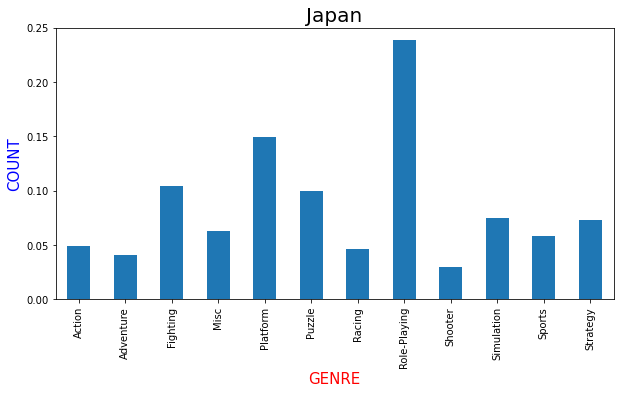 Japan
COUNT
0.25
0.20
0.15
0.10
0.05
0.00
Action
Adventure
Fighting
Misc
Platform
Puzzle
Racing
Role-Playing
Shooter
Simulation
Sports
Strategy
GENRE